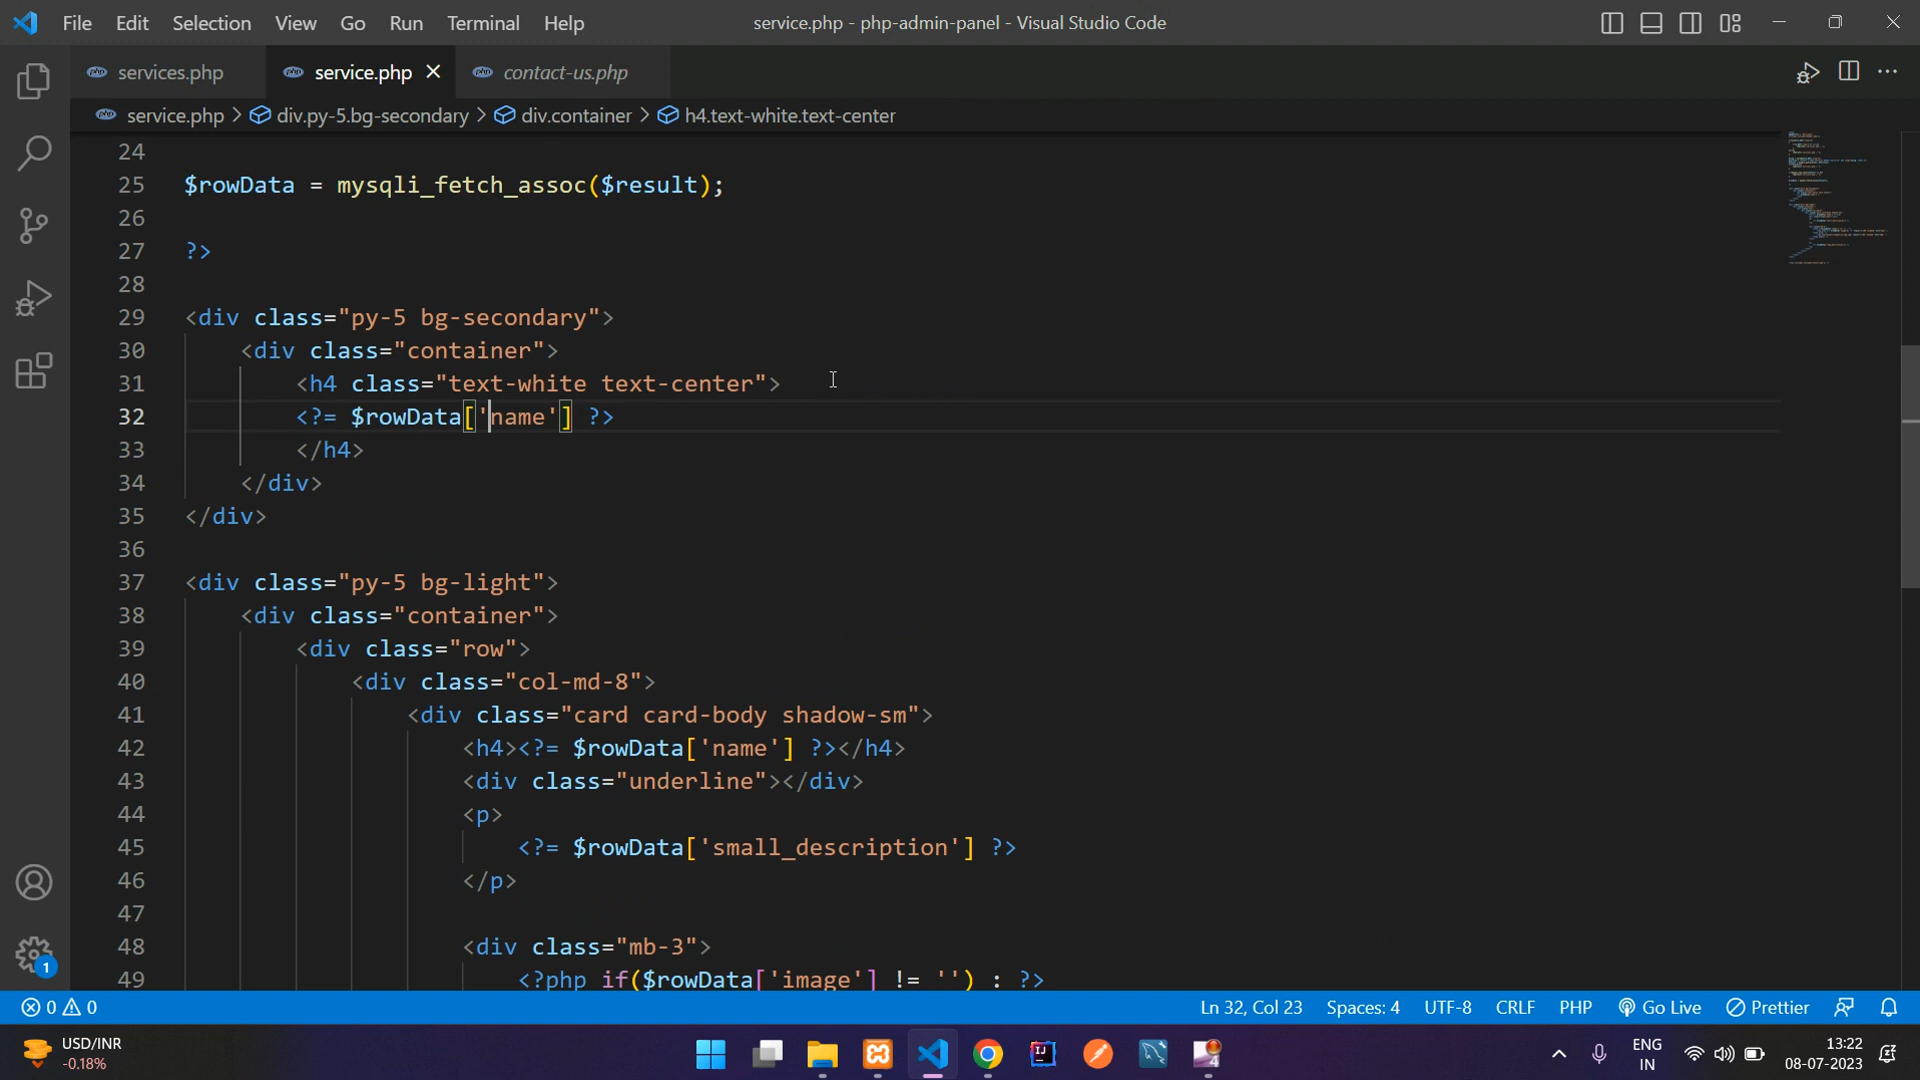 File Edit Selection View Go Run Terminal Help service.php - php-admin-panel - Visual Studio Code
services.php service.php contact-us.php
service.php > div.py-5.bg-secondary > div.container > h4.text-white.text-center
24
25 $rowData = mysqli_fetch_assoc($result);
26
27 ?>
28
29 <div class="py-5 bg-secondary">
30 <div class="container">
31 <h4 class="text-white text-center">
32 <?= $rowData['name'] ?>
33 </h4>
34 </div>
35 </div>
36
37 <div class="py-5 bg-light">
38 <div class="container">
39 <div class="row">
40 <div class="col-md-8">
41 <div class="card card-body shadow-sm">
42 <h4><?= $rowData['name'] ?></h4>
43 <div class="underline"></div>
44 <p>
45 <?= $rowData['small_description'] ?>
46 </p>
47
48 <div class="mb-3">
49 <?php if($rowData['image'] != '') : ?>
0 0 Ln 32, Col 23 Spaces: 4 UTF-8 CRLF PHP Go Live Prettier
1
USD/INR
-0.18%
ENG
IN
13:22
08-07-2023